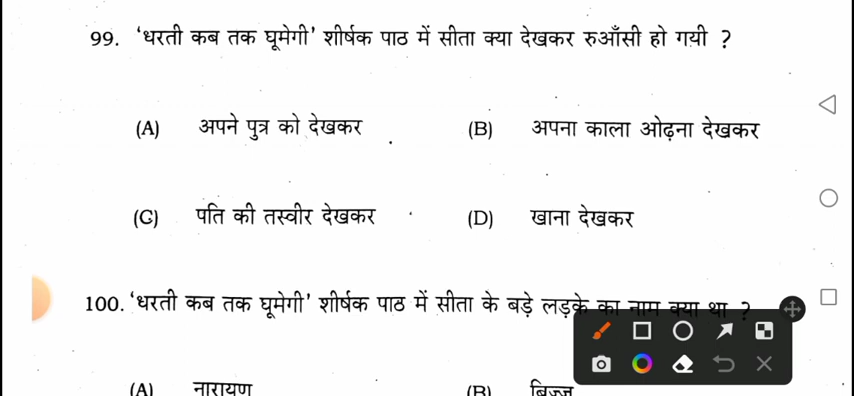 99. 'धरती कब तक घूमेगी' शीर्षक पाठ में सीता क्या देखकर रुआँसी हो गयी ?
(A) अपने पुत्र को देखकर (B) अपना काला ओढ़ना देखकर
(C) पति की तस्वीर देखकर (D) खाना देखकर
100. 'धरती कब तक घूमेगी' शीर्षक पाठ में सीता के बड़े लड़के का नाम क्या था ?
(A) नारायण (B)